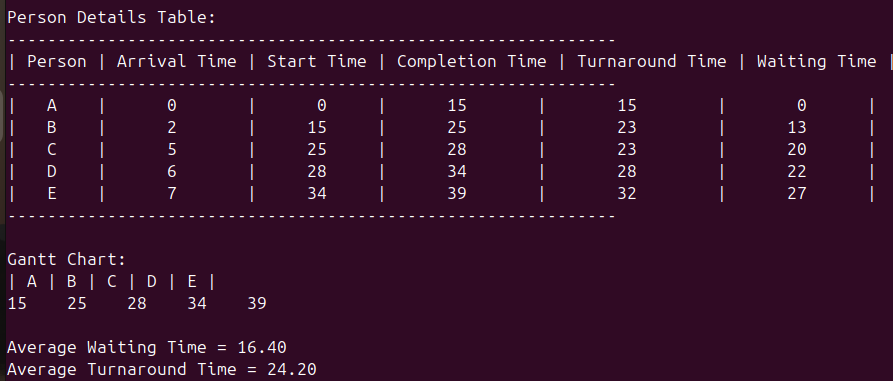 Person Details Table:
-------------------------------------------------------------
| Person | Arrival Time | Start Time | Completion Time | Turnaround Time | Waiting Time |
-------------------------------------------------------------
| A | 0 | 0 | 15 | 15 | 0 |
| B | 2 | 15 | 25 | 23 | 13 |
| C | 5 | 25 | 28 | 23 | 20 |
| D | 6 | 28 | 34 | 28 | 22 |
| E | 7 | 34 | 39 | 32 | 27 |
-------------------------------------------------------------
Gantt Chart:
| A | B | C | D | E |
15 25 28 34 39
Average Waiting Time = 16.40
Average Turnaround Time = 24.20